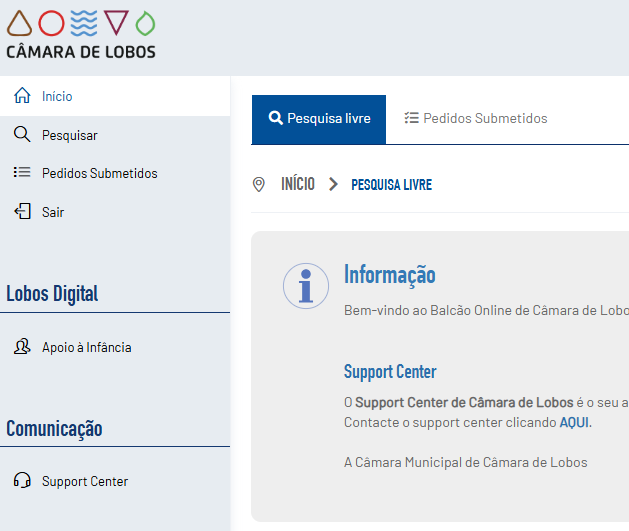 CÂMARA DE LOBOS
Início
Pesquisar
Pedidos Submetidos
Sair
Lobos Digital
Apoio à Infância
Comunicação
Support Center
Pesquisa livre
Pedidos Submetidos
INÍCIO
PESQUISA LIVRE
Informação
Bem-vindo ao Balcão Online de Câmara de Lobo
Support Center
O Support Center de Câmara de Lobos é o seu a
Contacte o support center clicando AQUI.
A Câmara Municipal de Câmara de Lobos